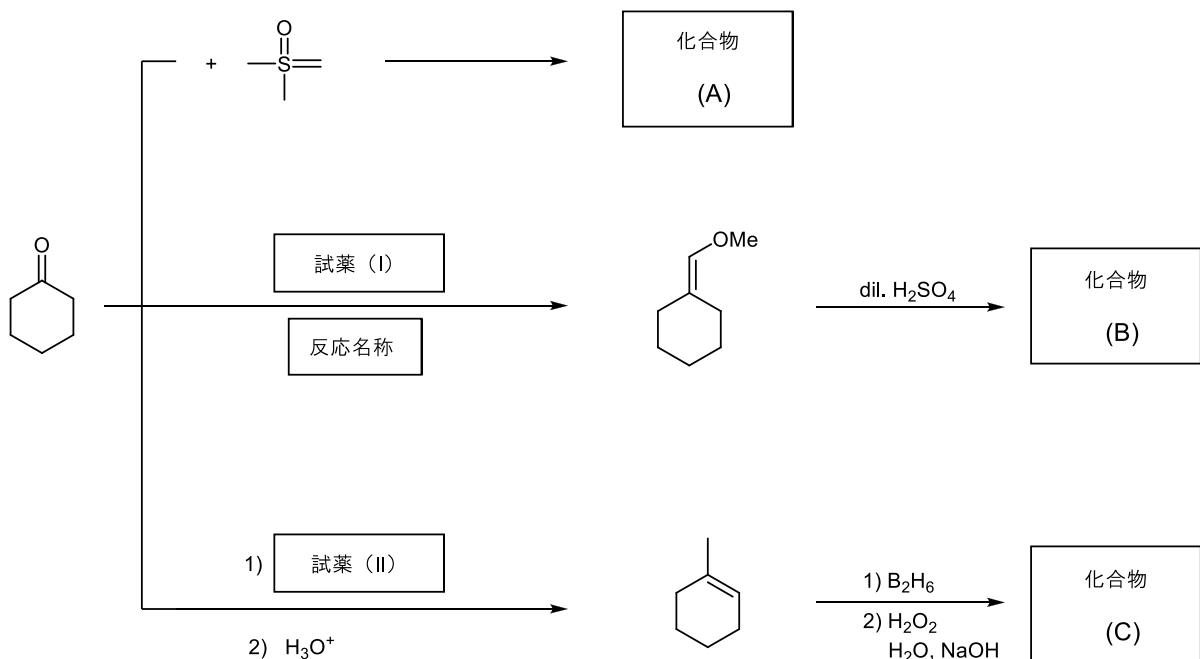 O
+
S
化合物
(A)
O
試薬（I）
反応名称
OMe
dil. H₂SO₄
化合物
(B)
1)
試薬（II）
2) H₃O⁺
1) B₂H₆
2) H₂O₂
H₂O, NaOH
化合物
(C)